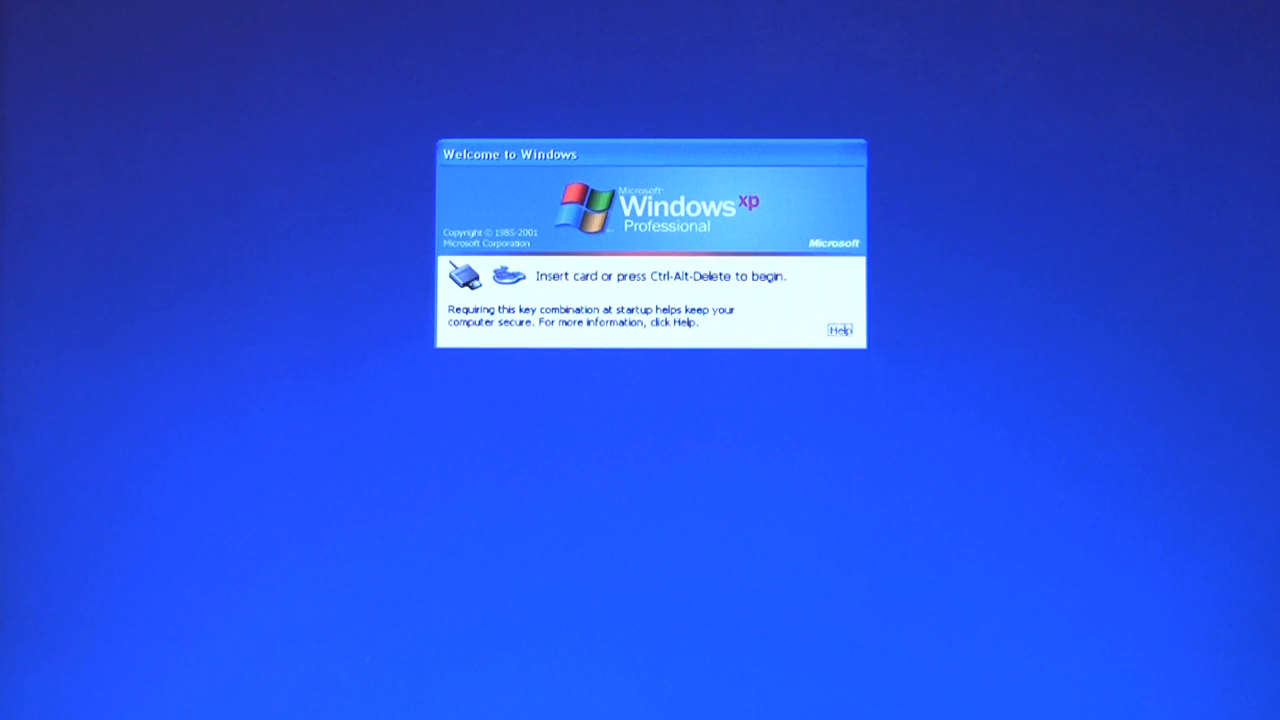 Welcome to Windows
Microsoft®
Windows xp
Professional
Copyright © 1985-2001
Microsoft Corporation
Microsoft
Insert card or press Ctrl-Alt-Delete to begin.
Requiring this key combination at startup helps keep your
computer secure. For more information, click Help.
Help